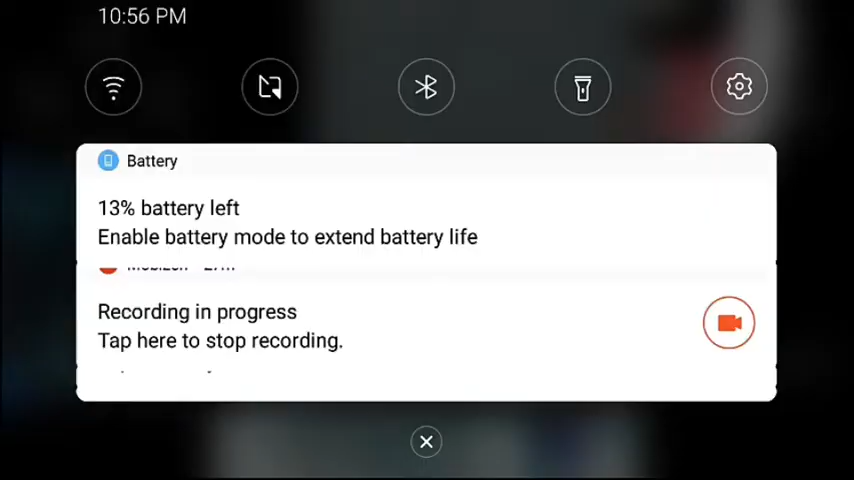 10:56 PM
Battery
13% battery left
Enable battery mode to extend battery life
Recording in progress
Tap here to stop recording.